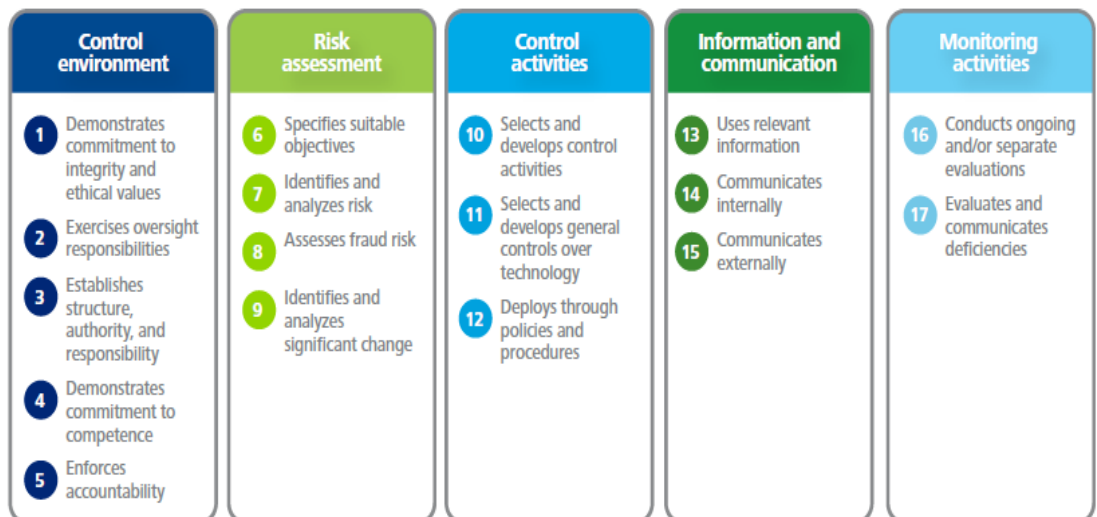 Control
environment
1
Demonstrates
commitment to
integrity and
ethical values
2
Exercises oversight
responsibilities
3
Establishes
structure,
authority, and
responsibility
4
Demonstrates
commitment to
competence
5
Enforces
accountability
Risk
assessment
6
Specifies suitable
objectives
7
Identifies and
analyzes risk
8
Assesses fraud risk
9
Identifies and
analyzes
significant change
Control
activities
10
Selects and
develops control
activities
11
Selects and
develops general
controls over
technology
12
Deploys through
policies and
procedures
Information and
communication
13
Uses relevant
information
14
Communicates
internally
15
Communicates
externally
Monitoring
activities
16
Conducts ongoing
and/or separate
evaluations
17
Evaluates and
communicates
deficiencies